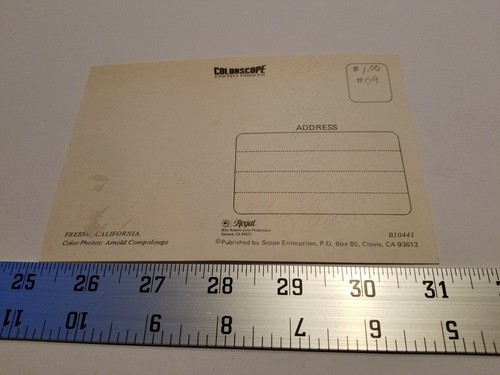 COLORSCOPE
$1.00
#09
ADDRESS
Regal
FRESNO, CALIFORNIA.
B10441
Color Photos: Arnold Compolongo
©Published by Scope Enterprises, P.O. Box 85, Clovis, CA 93613
25 26 27 28 29 30 31
11 10 9 8 7 6 5